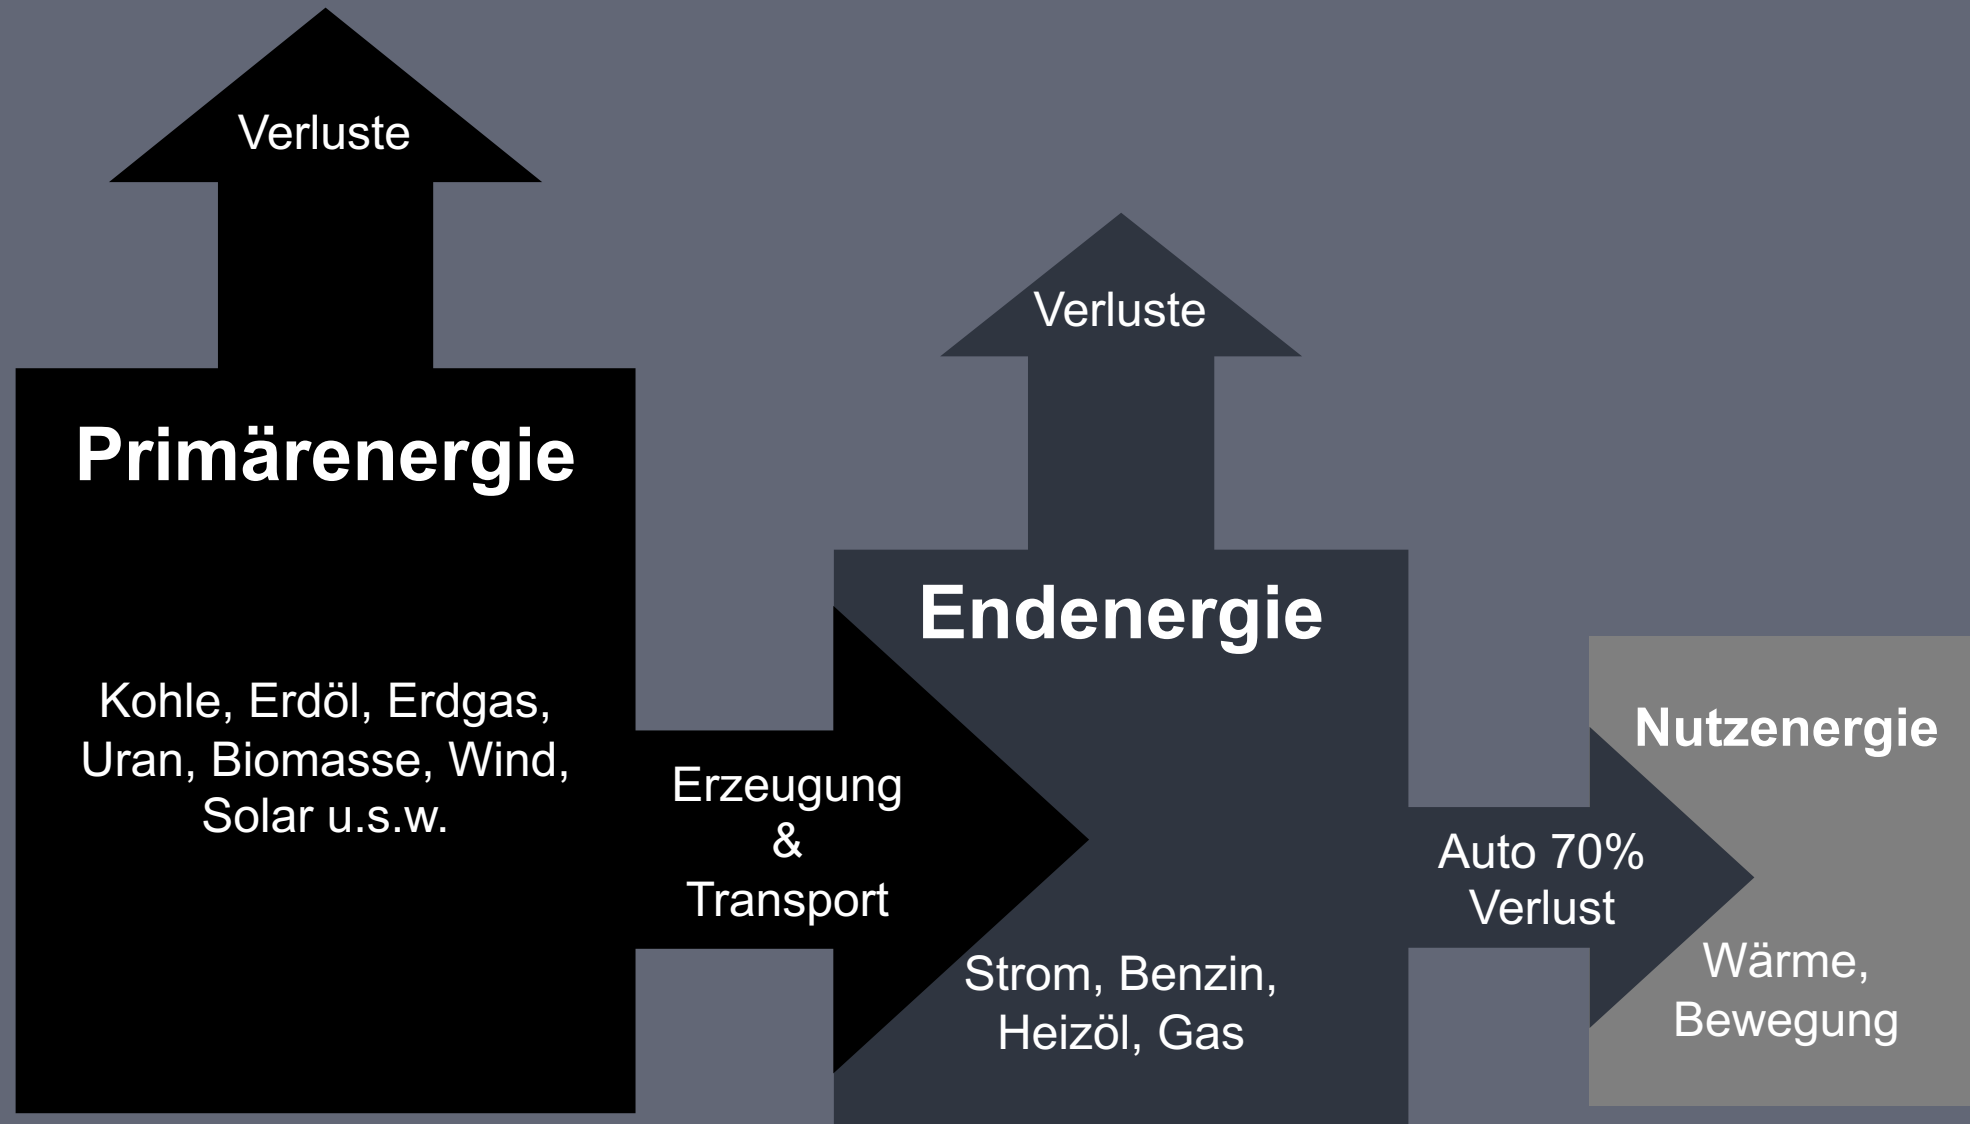 Verluste
Primärenergie
Kohle, Erdöl, Erdgas,
Uran, Biomasse, Wind,
Solar u.s.w.
Erzeugung
&
Transport
Verluste
Endenergie
Strom, Benzin,
Heizöl, Gas
Auto 70%
Verlust
Nutzenergie
Wärme,
Bewegung